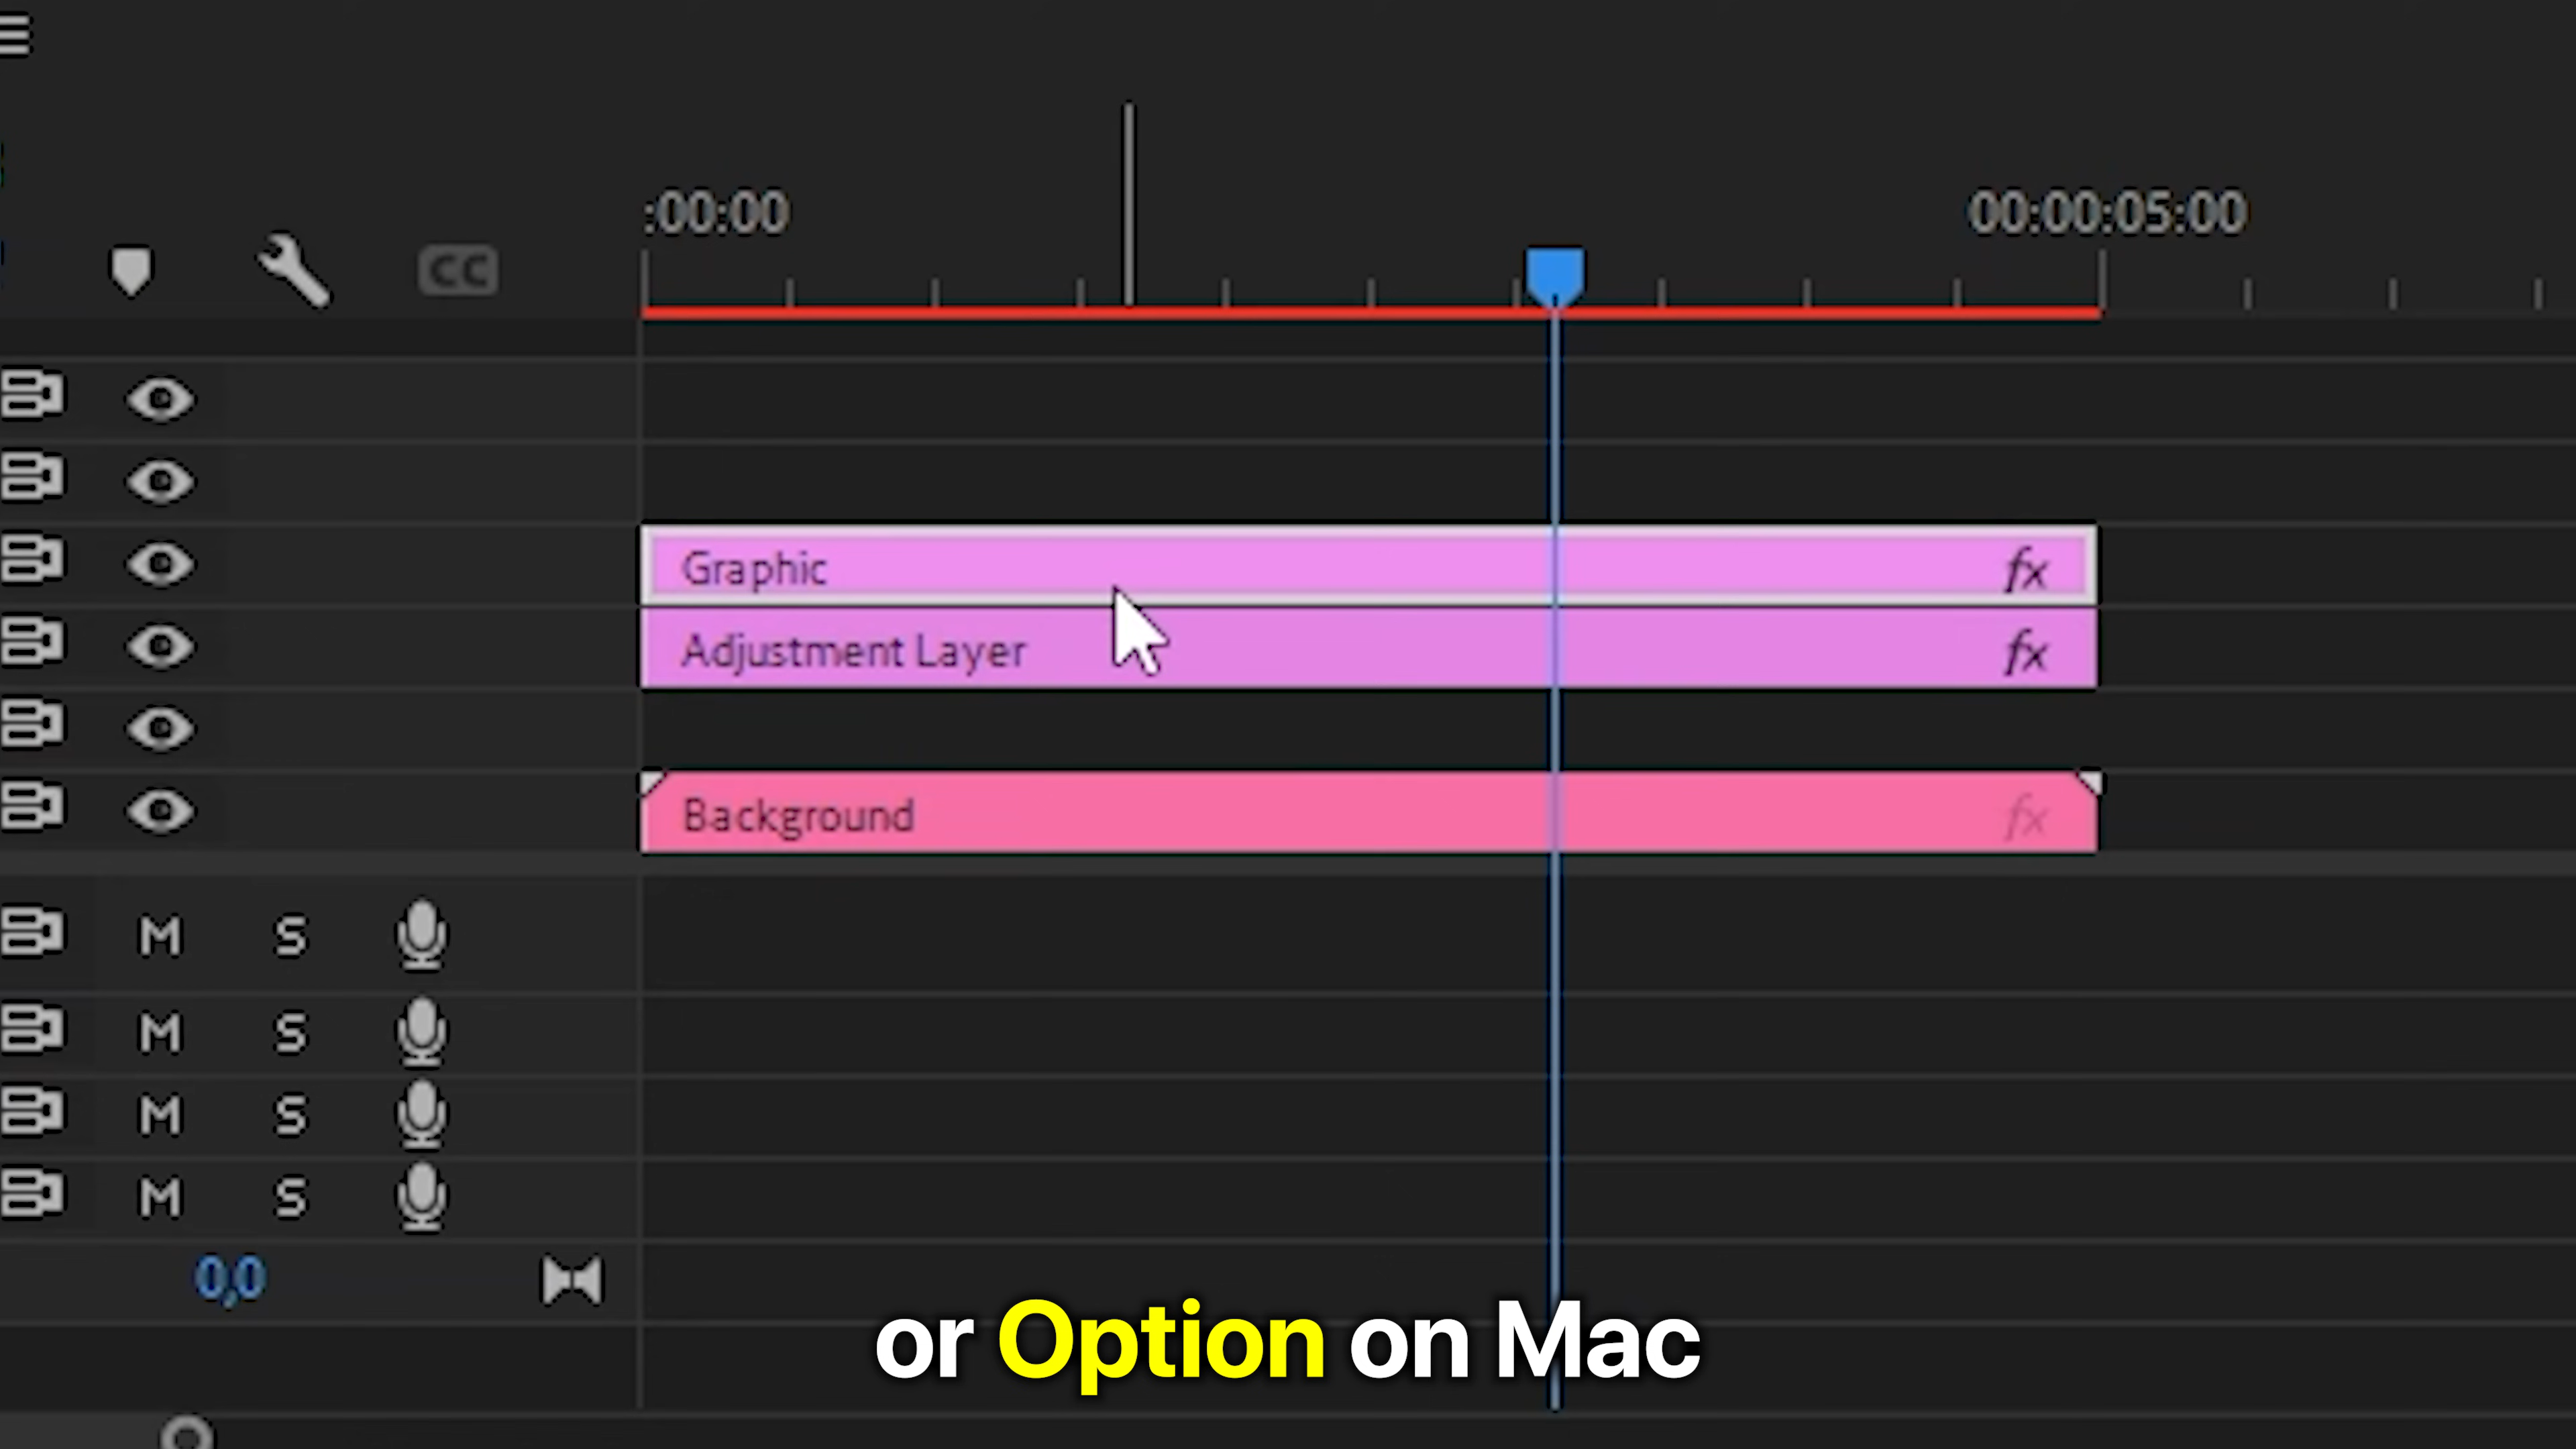 :00:00
00:00:05:00
CC
Graphic
fx
Adjustment Layer
fx
Background
fx
M S
M S
M S
M S
0,0
or Option on Mac